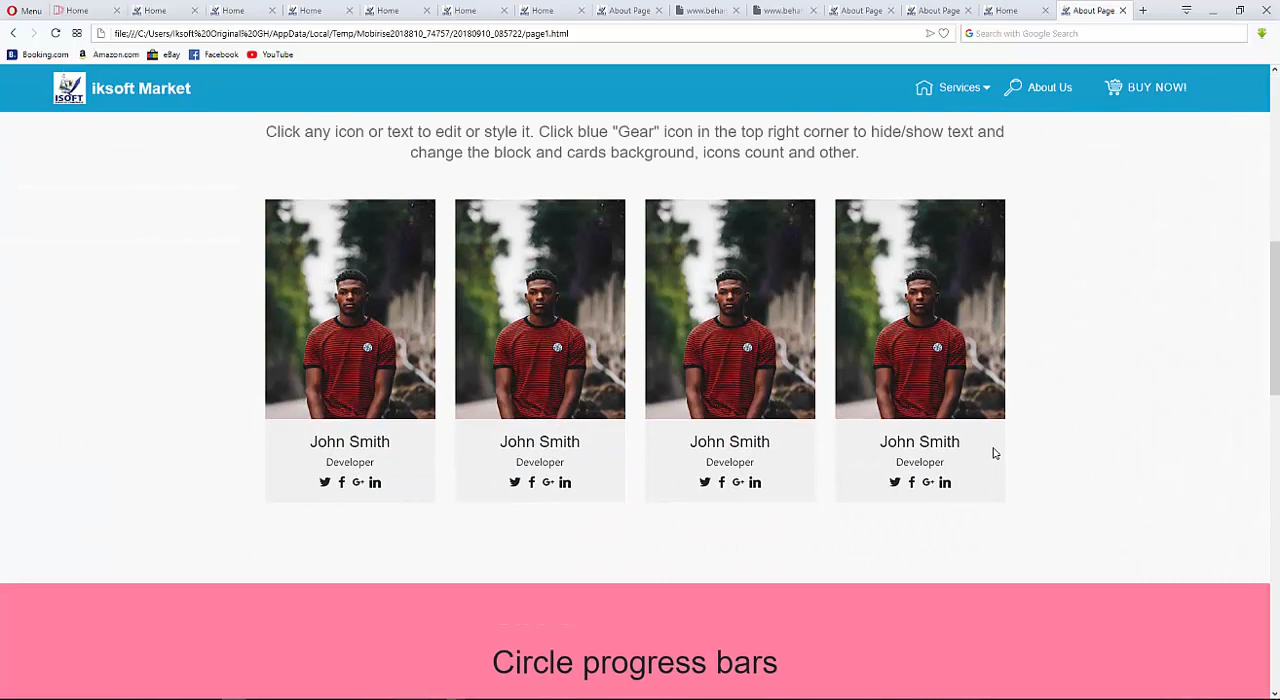 Menu
Home
Home
Home
Home
Home
Home
Home
About Page
www.beha
www.beha
About Page
About Page
Home
About Page
file:///C:/Users/Iksoft%20Original%20GH/AppData/Local/Temp/Mobirise2018810_74757/20180910_085722/page1.html
Search with Google Search
Booking.com
Amazon.com
eBay
Facebook
YouTube
ISOFT
iksoft Market
Services
About Us
BUY NOW!
Click any icon or text to edit or style it. Click blue "Gear" icon in the top right corner to hide/show text and
change the block and cards background, icons count and other.
John Smith
John Smith
John Smith
John Smith
Developer
Developer
Developer
Developer
Circle progress bars